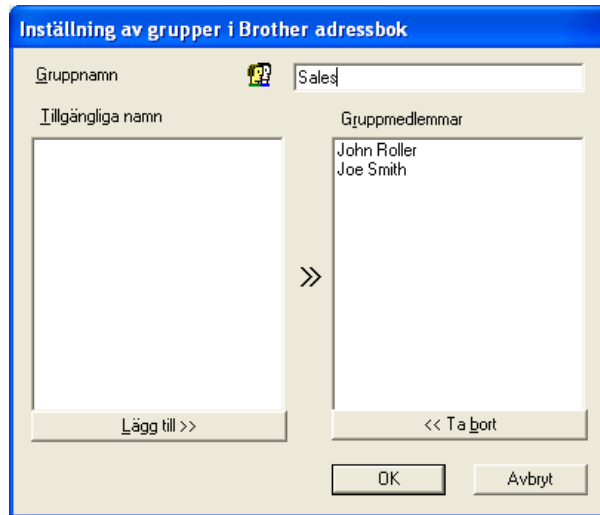 Inställning av grupper i Brother adressbok
Gruppnamn
Sales
Tillgängliga namn
Gruppmedlemmar
John Roller
Joe Smith
>>
Lägg till >>
<< Ta bort
OK
Avbryt